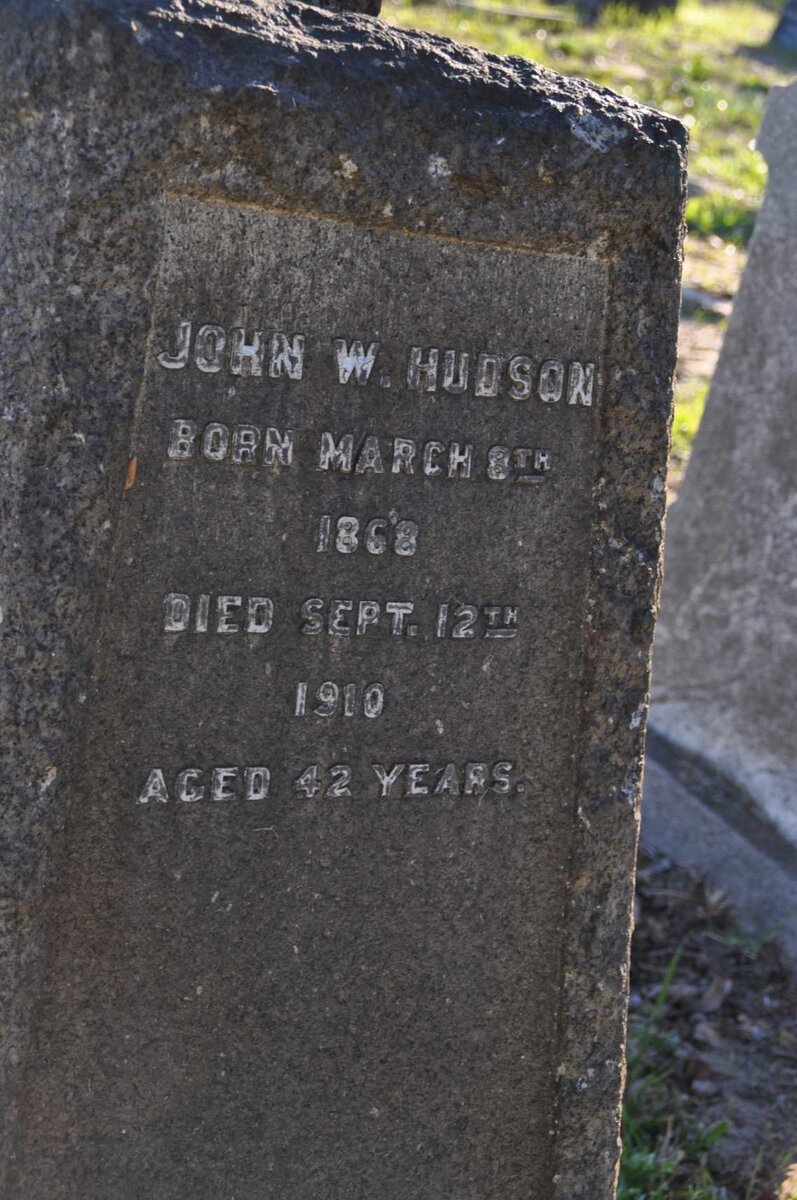 JOHN W. HUDSON
BORN MARCH 8TH
1868
DIED SEPT. 12TH
1910
AGED 42 YEARS.